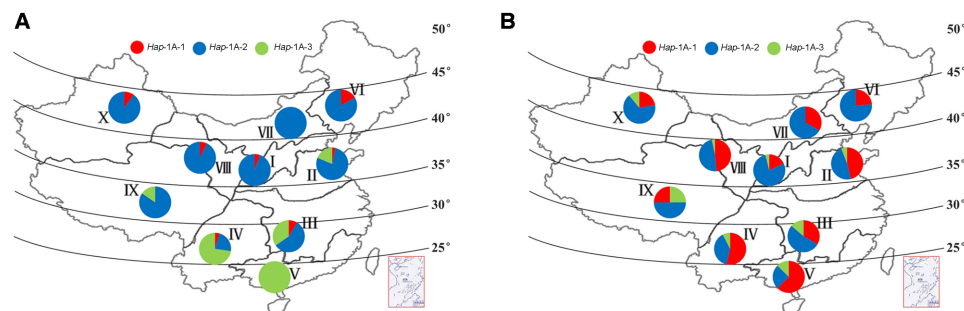 A
Hap-1A-1 Hap-1A-2 Hap-1A-3
50°
45°
40°
35°
30°
25°
VI
X
VII
I
VIII
II
IX
III
IV
V
B
Hap-1A-1 Hap-1A-2 Hap-1A-3
50°
45°
40°
35°
30°
25°
VI
X
VII
I
VIII
II
IX
III
IV
V